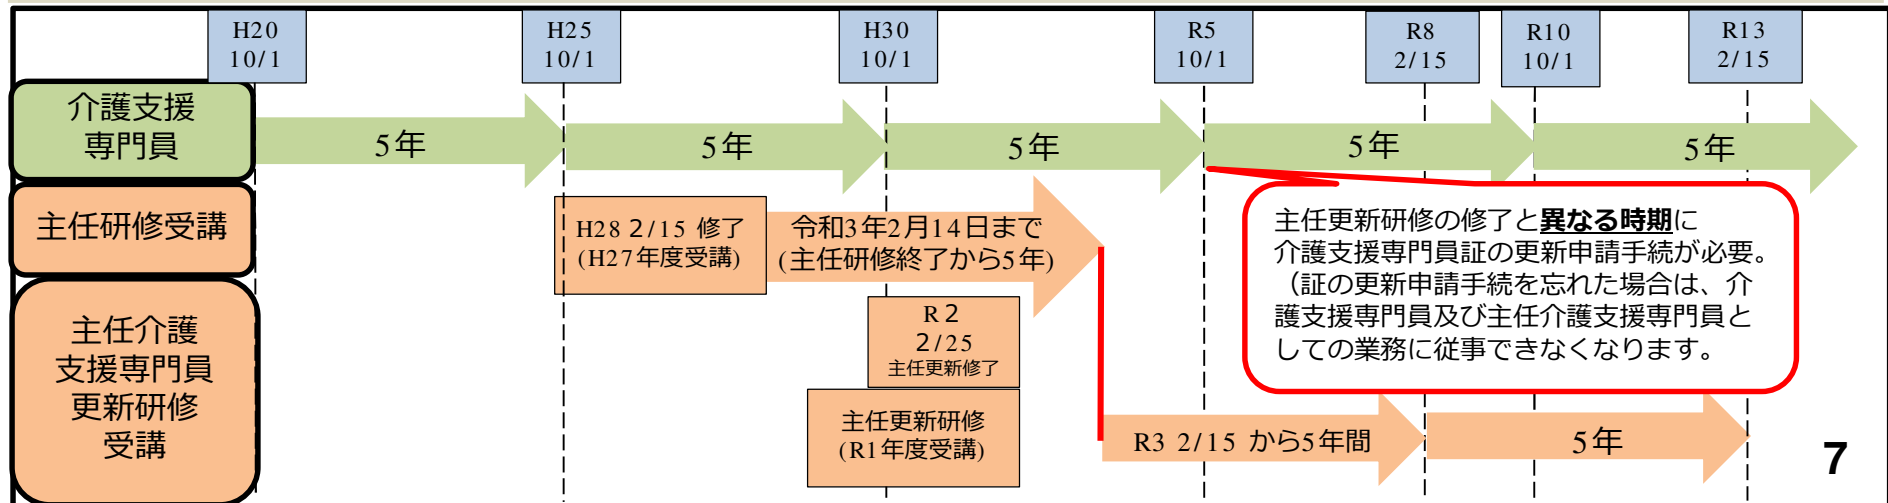 H20
10/1
H25
10/1
H30
10/1
R5
10/1
R8
2/15
R10
10/1
R13
2/15
介護支援
専門員
5年
5年
5年
5年
5年
主任研修受講
H28 2/15 修了
(H27年度受講)
令和3年2月14日まで
(主任研修終了から5年)
主任更新研修の修了と異なる時期に
介護支援専門員証の更新申請手続が必要。
（証の更新申請手続を忘れた場合は、介
護支援専門員及び主任介護支援専門員と
しての業務に従事できなくなります。
主任介護
支援専門員
更新研修
受講
R 2
2/25
主任更新修了
主任更新研修
(R1年度受講)
R3 2/15 から5年間
5年
7